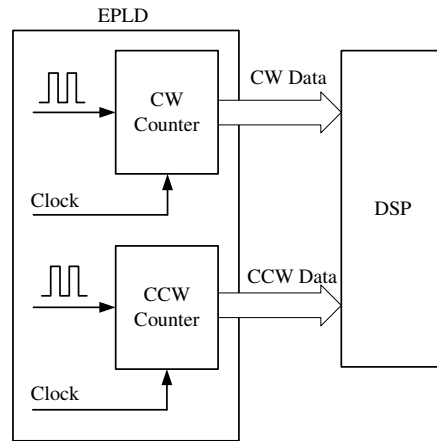 EPLD
CW Data
CW
Counter
Clock
DSP
CCW Data
CCW
Counter
Clock